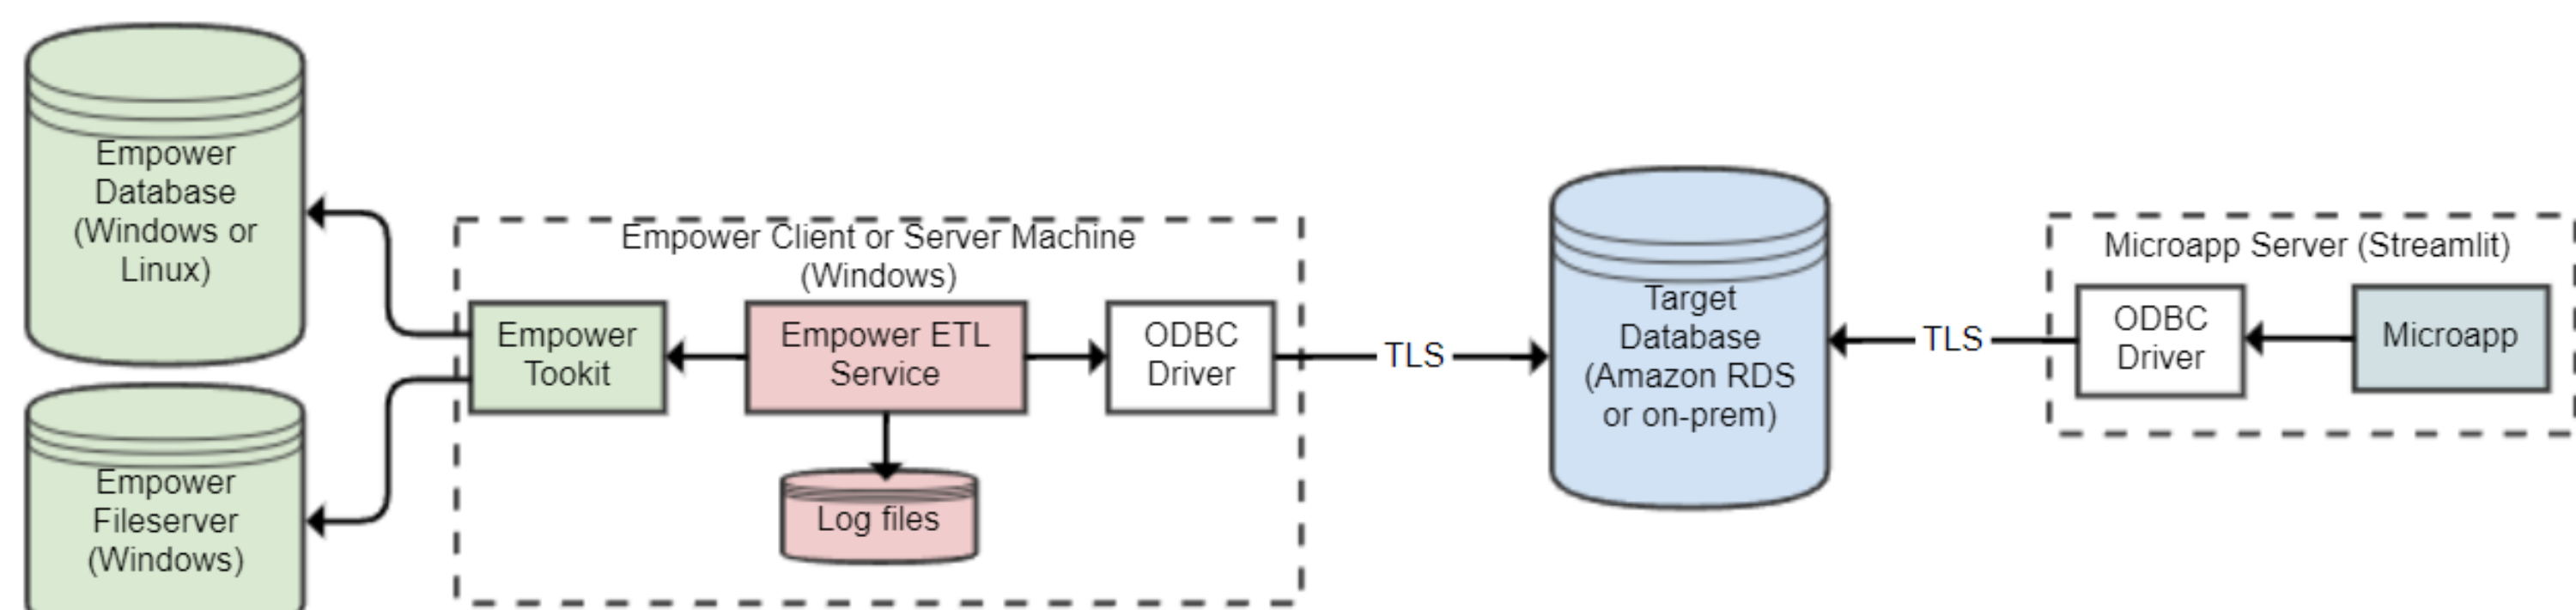 Empower
Database
(Windows or
Linux)
Empower
Fileserver
(Windows)
Empower Client or Server Machine
(Windows)
Empower
Tookit
Empower ETL
Service
ODBC
Driver
Log files
TLS
Target
Database
(Amazon RDS
or on-prem)
TLS
Microapp Server (Streamlit)
ODBC
Driver
Microapp